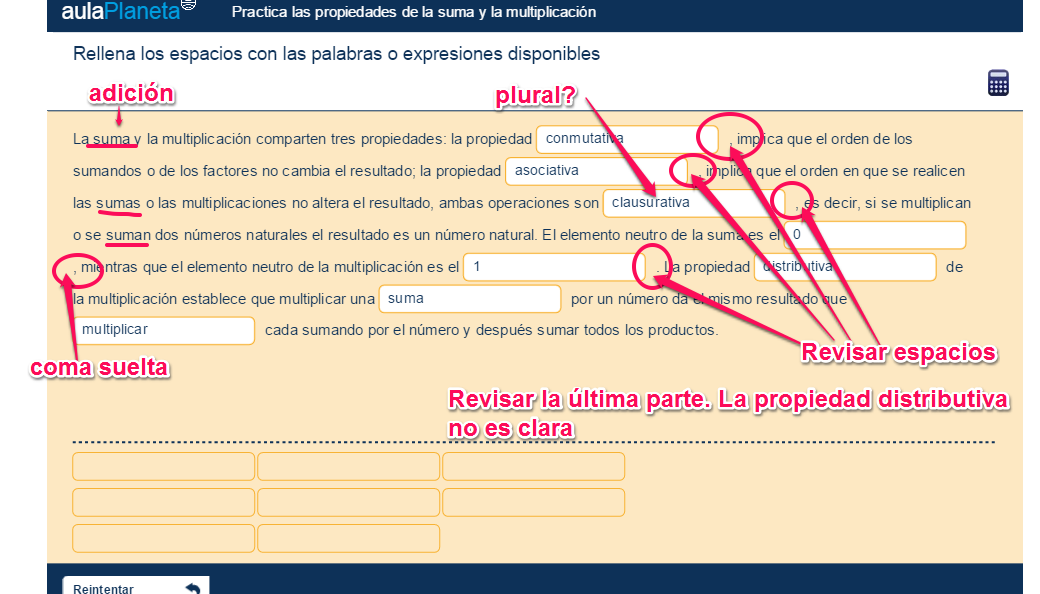 aulaPlaneta Practica las propiedades de la suma y la multiplicación
Rellena los espacios con las palabras o expresiones disponibles
adición
plural?
La suma y la multiplicación comparten tres propiedades: la propiedad conmutativa , implica que el orden de los
sumandos o de los factores no cambia el resultado; la propiedad asociativa , implica que el orden en que se realicen
las sumas o las multiplicaciones no altera el resultado, ambas operaciones son clausurativa , es decir, si se multiplican
o se suman dos números naturales el resultado es un número natural. El elemento neutro de la suma es el 0
, mientras que el elemento neutro de la multiplicación es el 1 . La propiedad distributiva de
la multiplicación establece que multiplicar una suma por un número da el mismo resultado que
multiplicar cada sumando por el número y después sumar todos los productos.
coma suelta
Revisar espacios
Revisar la última parte. La propiedad distributiva
no es clara
Reintentar